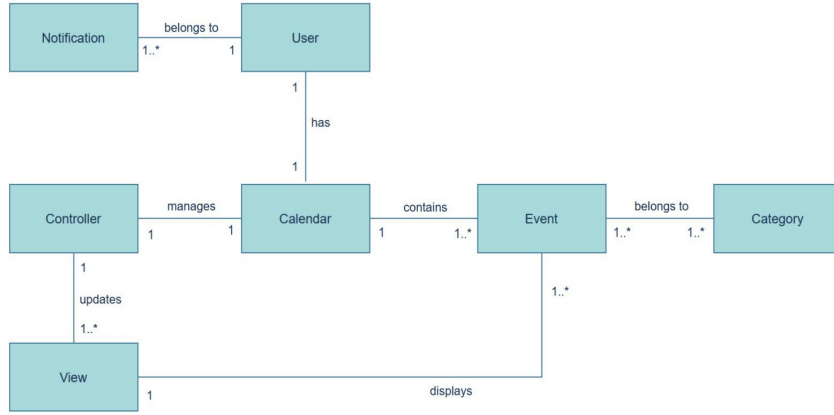 belongs to
Notification
User
1..*
1
1
has
1
manages
contains
belongs to
Controller
Calendar
Event
Category
1
1
1
1..*
1..*
1..*
1
updates
1..*
1..*
View
1
displays